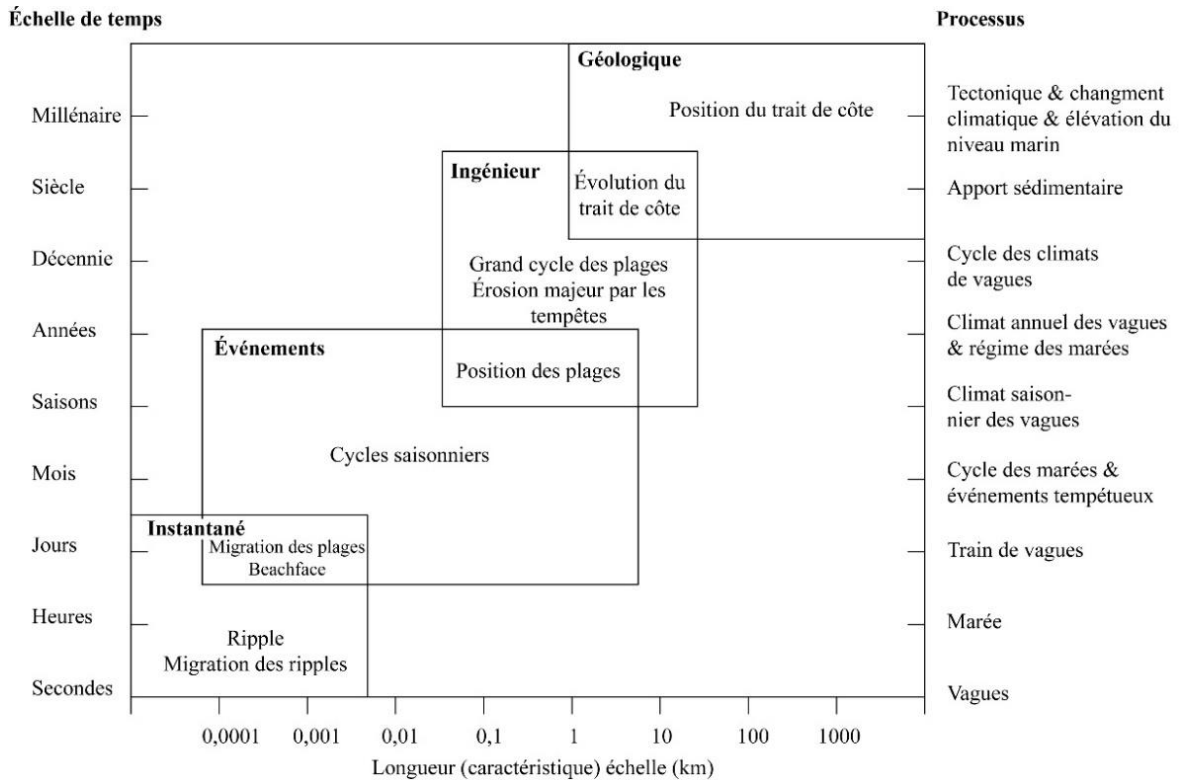 Échelle de temps
Processus
Géologique
Position du trait de côte
Millénaire
Tectonique & changment
climatique & élévation du
niveau marin
Ingénieur
Évolution du
trait de côte
Siècle
Apport sédimentaire
Décennie
Grand cycle des plages
Érosion majeur par les
tempêtes
Cycle des climats
de vagues
Années
Événements
Position des plages
Climat annuel des vagues
& régime des marées
Saisons
Climat saison-
nier des vagues
Cycles saisonniers
Mois
Cycle des marées &
événements tempétueux
Instantané
Jours
Migration des plages
Beachface
Train de vagues
Heures
Ripple
Migration des ripples
Marée
Secondes
Vagues
0,0001 0,001 0,01 0,1 1 10 100 1000
Longueur (caractéristique) échelle (km)